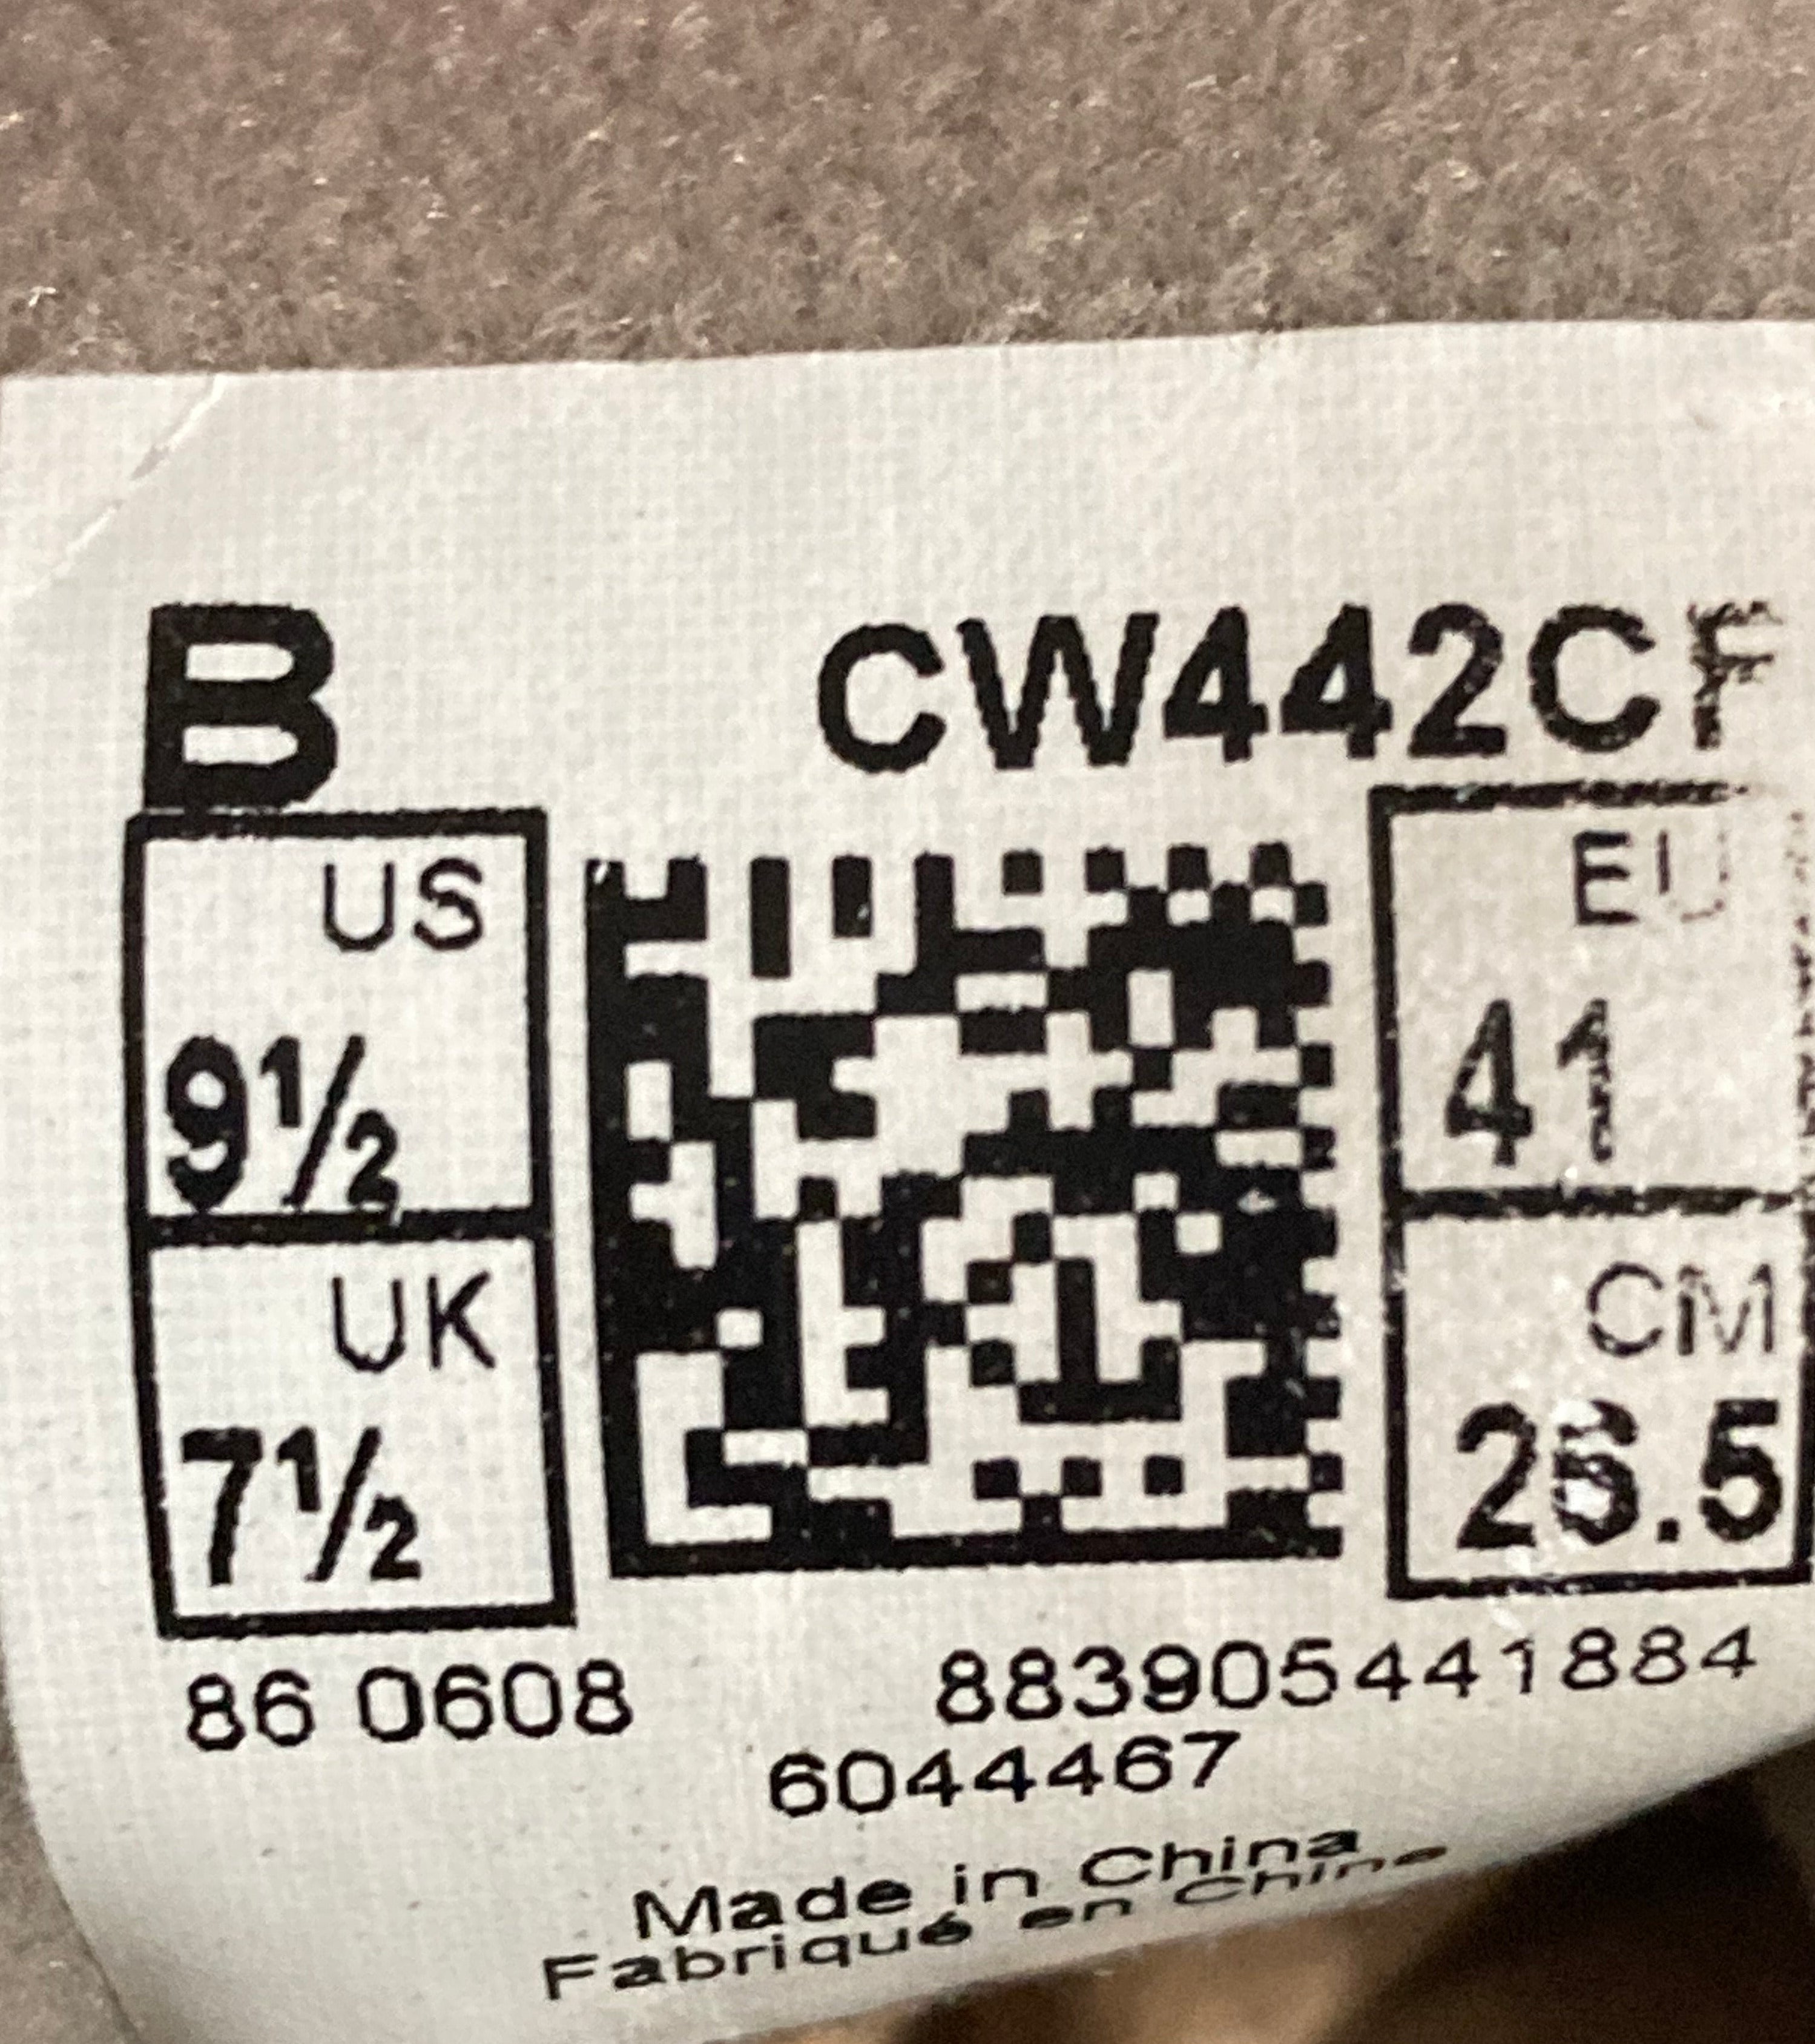 B CW442CF
US EU
9½ 41
UK CM
7½ 26.5
86 0608 883905441884
6044467
Made in China
Fabriqué en Chine